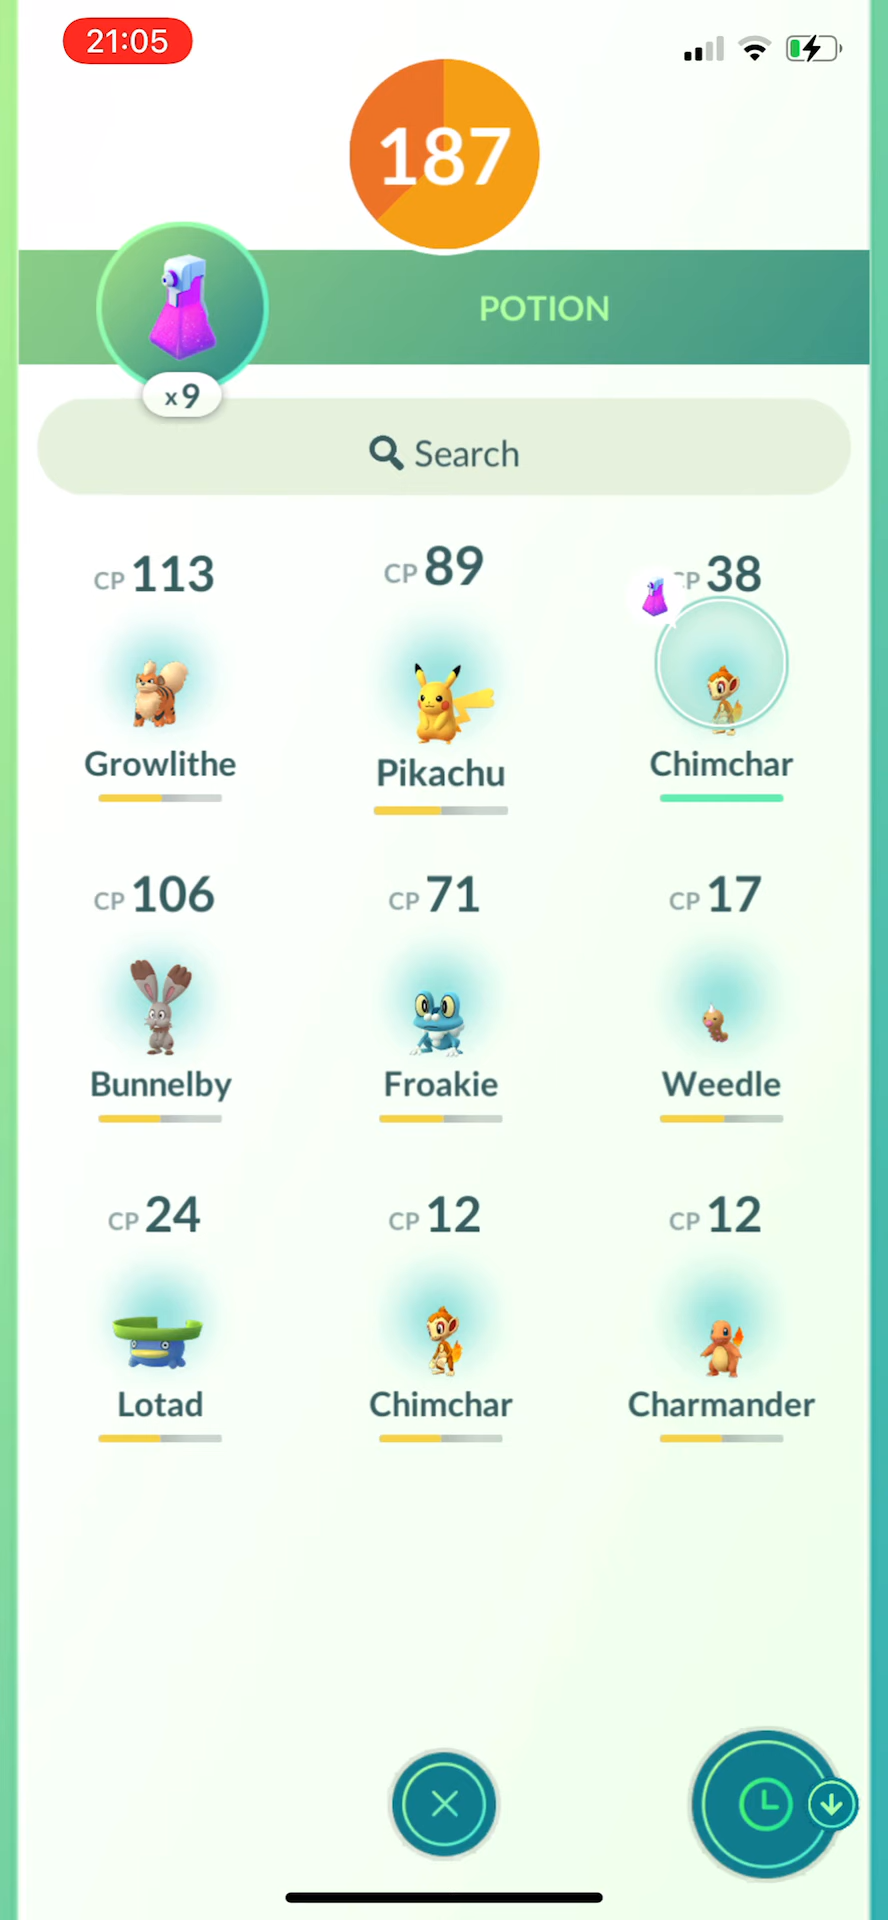 21:05
187
POTION
x9
Search
CP 113
CP 89
CP 38
Growlithe
Pikachu
Chimchar
CP 106
CP 71
CP 17
Bunnelby
Froakie
Weedle
CP 24
CP 12
CP 12
Lotad
Chimchar
Charmander